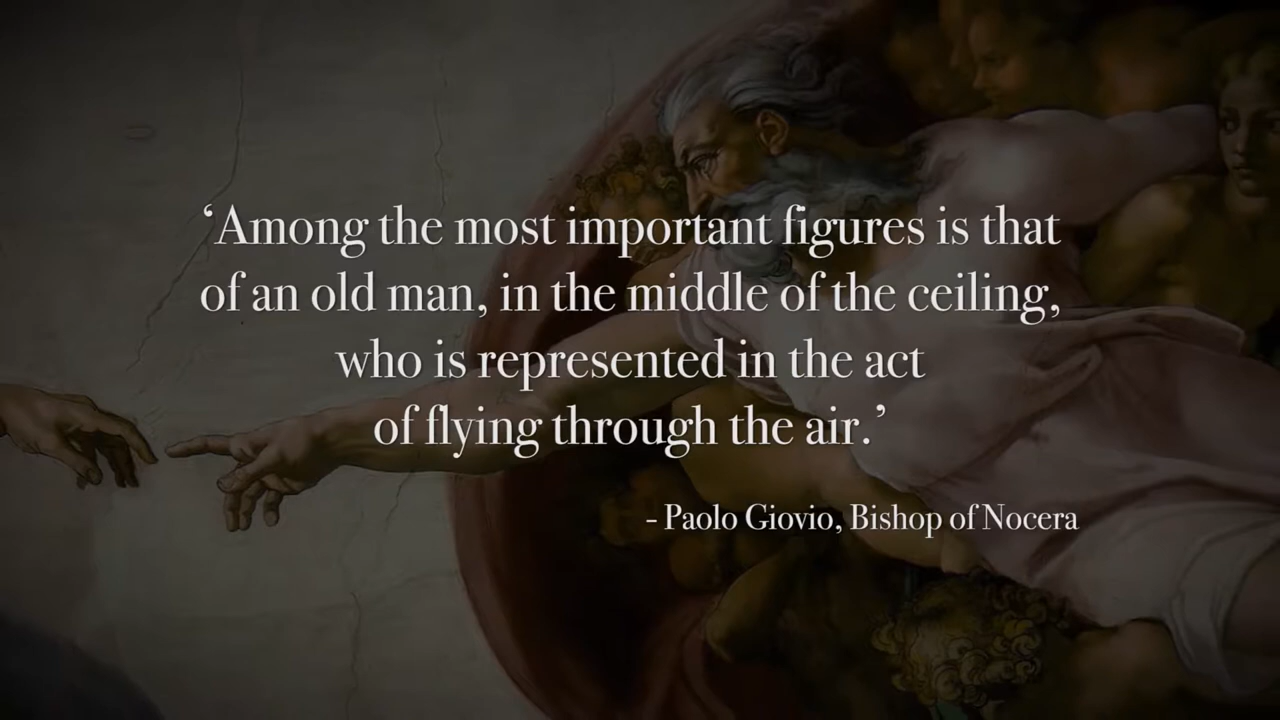 ‘Among the most important figures is that
of an old man, in the middle of the ceiling,
who is represented in the act
of flying through the air.’
- Paolo Giovio, Bishop of Nocera